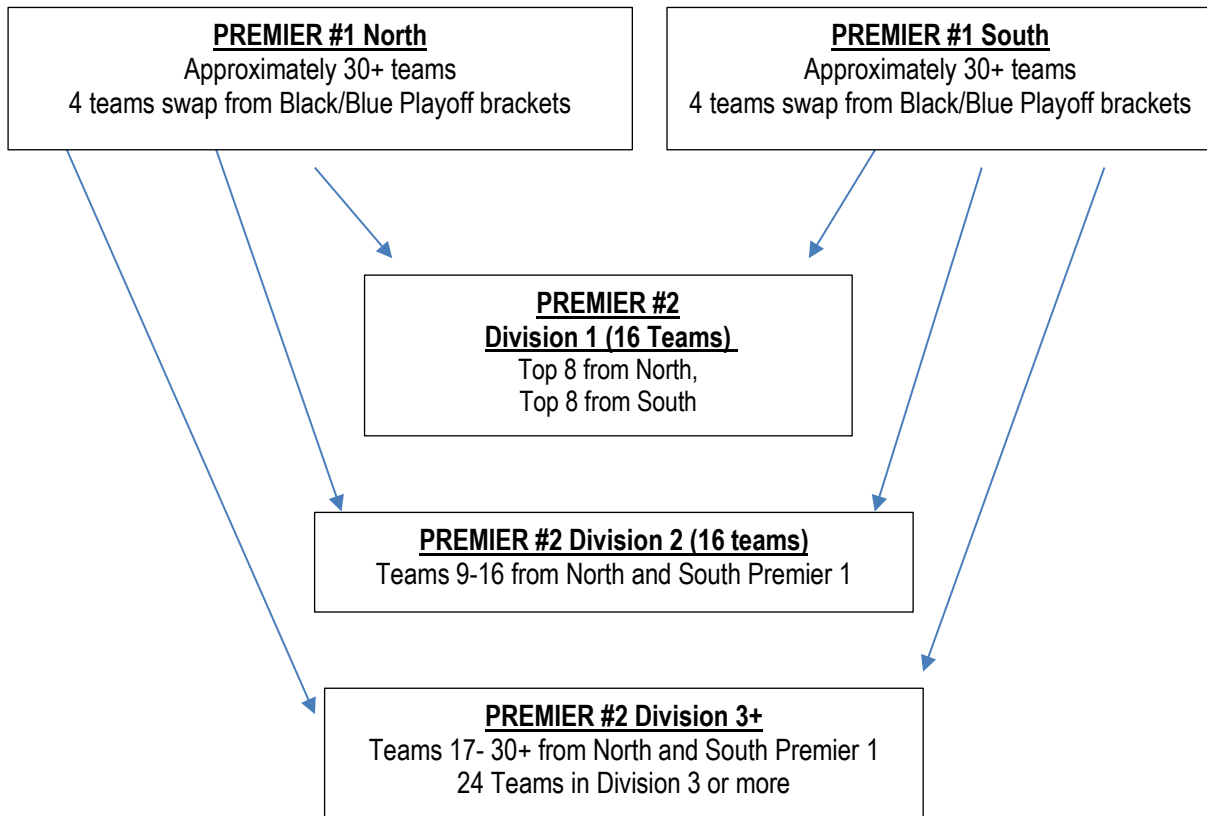 PREMIER #1 North
Approximately 30+ teams
4 teams swap from Black/Blue Playoff brackets
PREMIER #1 South
Approximately 30+ teams
4 teams swap from Black/Blue Playoff brackets
PREMIER #2
Division 1 (16 Teams)
Top 8 from North,
Top 8 from South
PREMIER #2 Division 2 (16 teams)
Teams 9-16 from North and South Premier 1
PREMIER #2 Division 3+
Teams 17- 30+ from North and South Premier 1
24 Teams in Division 3 or more